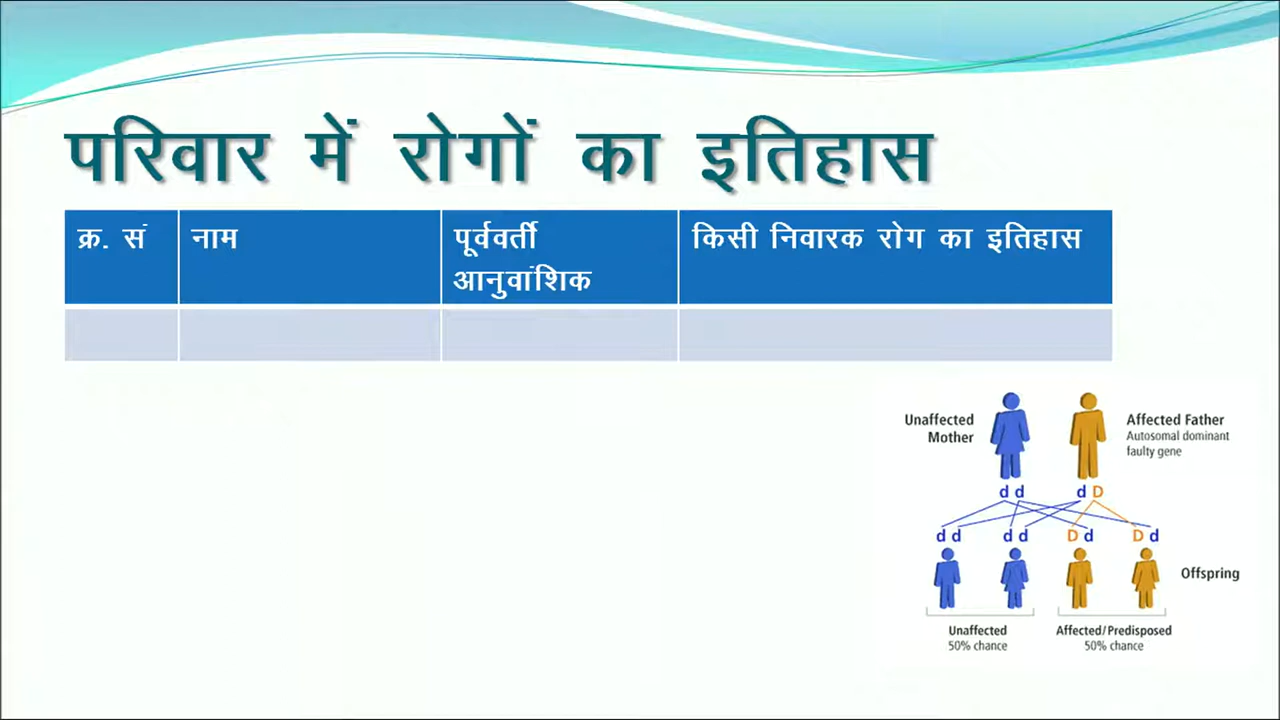 परिवार में रोगों का इतिहास
क्र. सं नाम पूर्ववर्ती किसी निवारक रोग का इतिहास
आनुवांशिक
Unaffected Affected Father
Mother Autosomal dominant
faulty gene
d d d D
d d d d D d D d
Offspring
Unaffected Affected/Predisposed
50% chance 50% chance